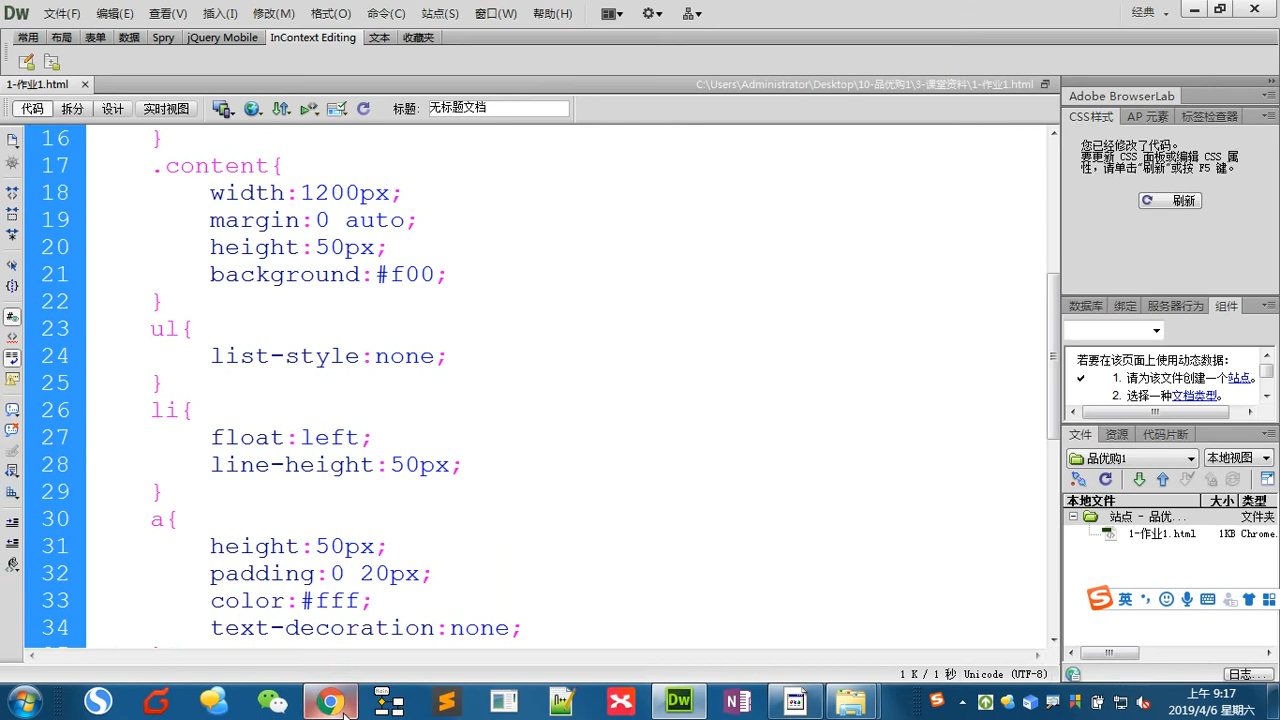 Dw 文件(F) 编辑(E) 查看(V) 插入(I) 修改(M) 格式(O) 命令(C) 站点(S) 窗口(W) 帮助(H) 经典
常用 布局 表单 数据 Spry jQuery Mobile InContext Editing 文本 收藏夹
1-作业1.html C:\Users\Administrator\Desktop\10-品优购1\3-课堂资料\1-作业1.html
代码 拆分 设计 实时视图 标题: 无标题文档
16 }
17 .content{
18 width:1200px;
19 margin:0 auto;
20 height:50px;
21 background:#f00;
22 }
23 ul{
24 list-style:none;
25 }
26 li{
27 float:left;
28 line-height:50px;
29 }
30 a{
31 height:50px;
32 padding:0 20px;
33 color:#fff;
34 text-decoration:none;
1 K / 1 秒 Unicode (UTF-8)
Adobe BrowserLab
CSS样式 AP 元素 标签检查器
您已经修改了代码。
要更新 CSS 面板或编辑 CSS 属
性，请单击“刷新”或按 F5 键。
刷新
数据库 绑定 服务器行为 组件
若要在该页面上使用动态数据:
1. 请为该文件创建一个站点。
2. 选择一种文档类型。
文件 资源 代码片断
品优购1 本地视图
本地文件 大小 类型
站点 - 品优... 文件夹
1-作业1.html 1KB Chrome.
英
日志...
Dw
上午 9:17
2019/4/6 星期六